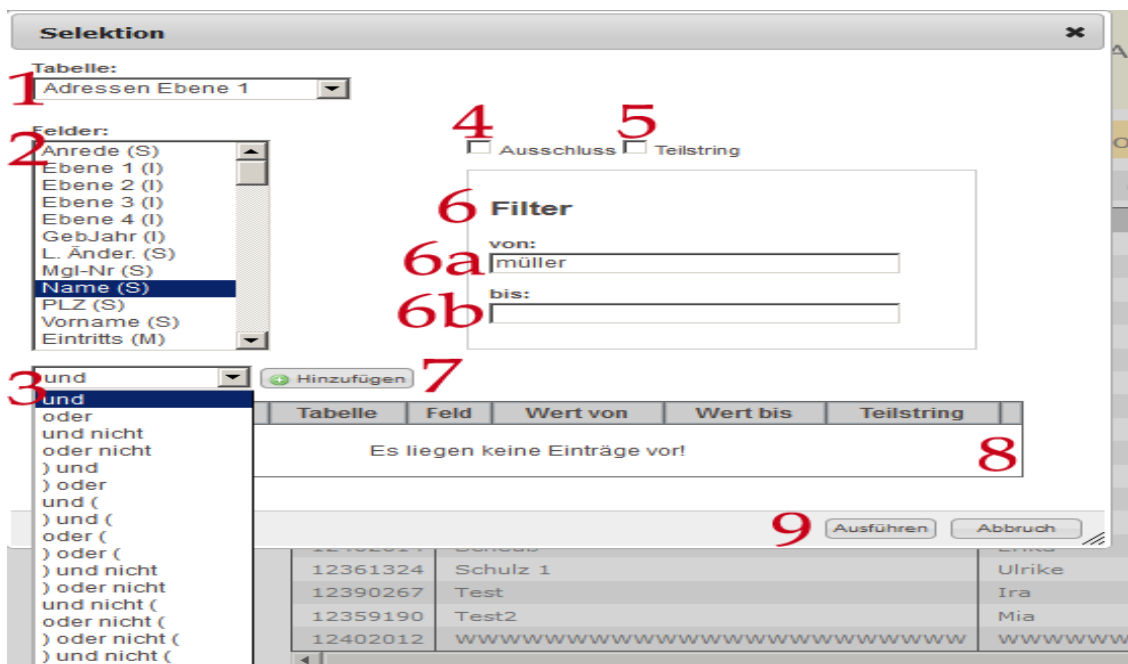 Selektion
A
Tabelle:
1
Adressen Ebene 1
Felder:
2
Anrede (S)
Ebene 1 (I)
Ebene 2 (I)
Ebene 3 (I)
Ebene 4 (I)
GebJahr (I)
L. Änder. (S)
Mgl-Nr (S)
Name (S)
PLZ (S)
Vorname (S)
Eintritts (M)
4 5
Ausschluss Teilstring
6 Filter
von:
6a müller
bis:
6b
3 und
Hinzufügen 7
und
oder
und nicht
oder nicht
) und
) oder
und (
) und (
oder (
) oder (
) und nicht
) oder nicht
und nicht (
oder nicht (
) oder nicht (
) und nicht (
Tabelle Feld Wert von Wert bis Teilstring
Es liegen keine Einträge vor!
8
9 Ausführen Abbruch
12361324 Schulz 1 Ulrike
12390267 Test Ira
12359190 Test2 Mia
12402012